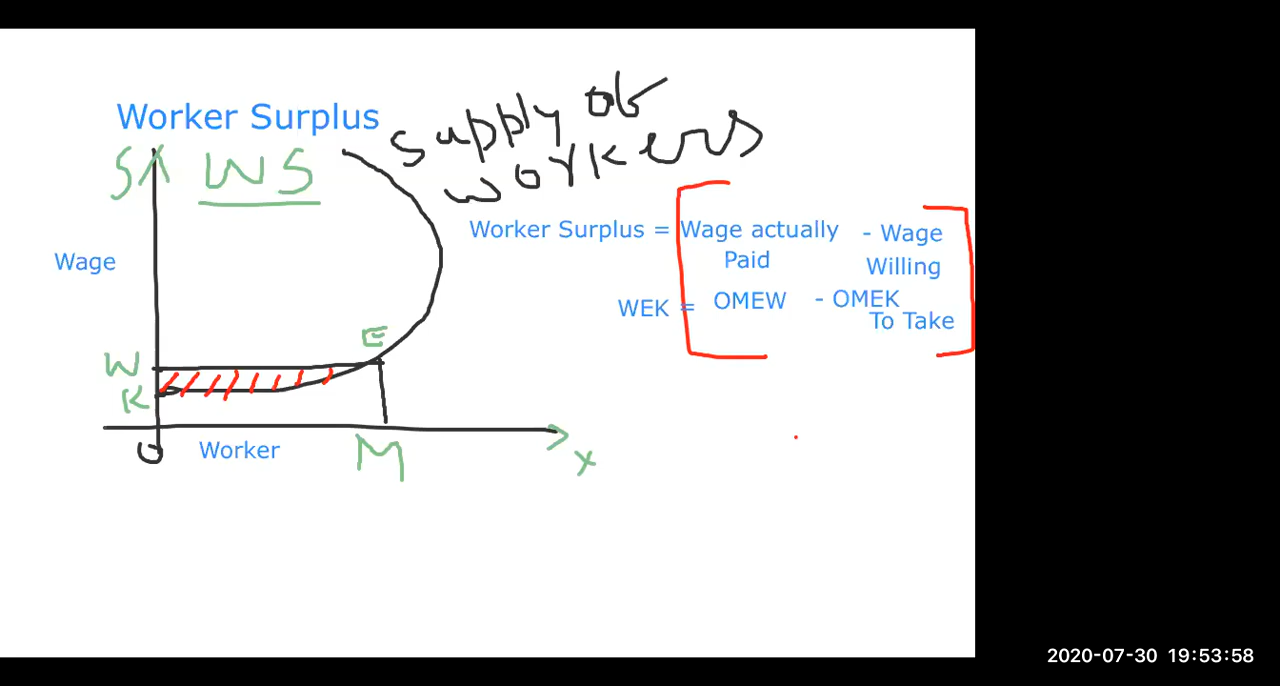 Worker Surplus
supply of
workers
S WS
Worker Surplus = Wage actually - Wage
Paid Willing
Wage
WEK = OMEW - OMEK
To Take
E
W
K
O Worker M x
2020-07-30 19:53:58